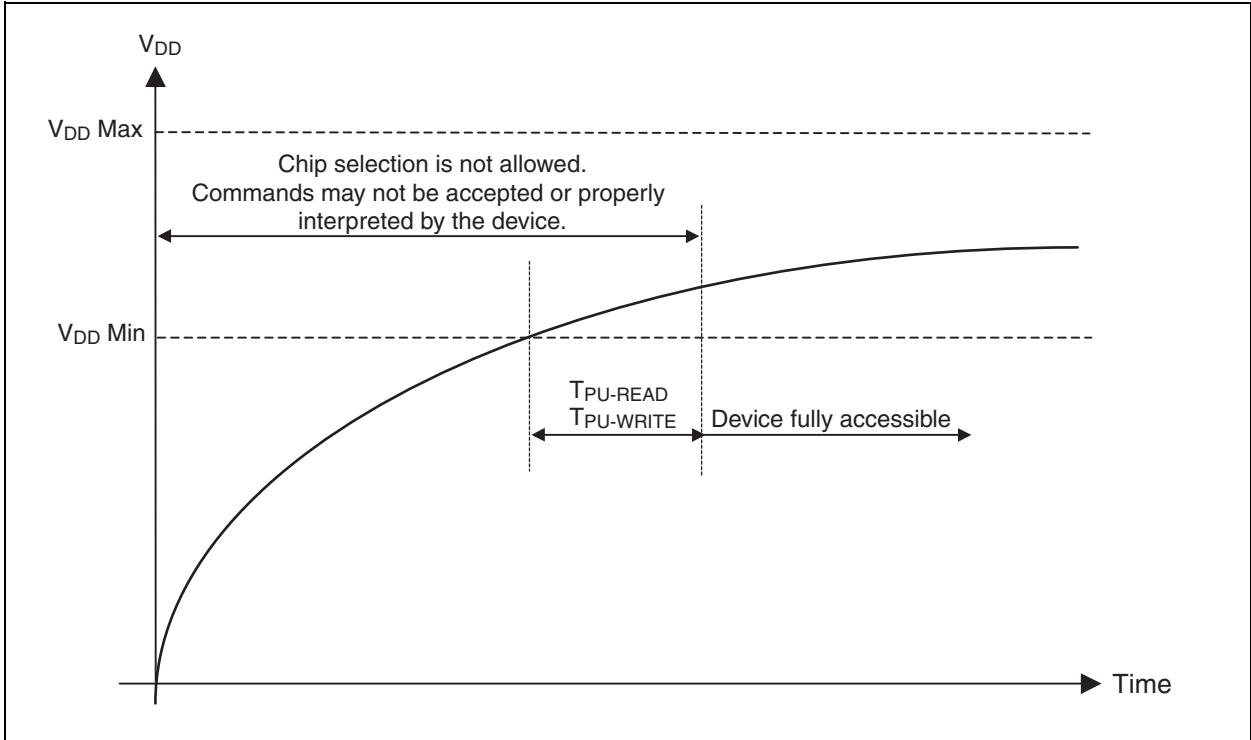 VDD
VDD Max
Chip selection is not allowed.
Commands may not be accepted or properly
interpreted by the device.
VDD Min
TPU-READ
TPU-WRITE
Device fully accessible
Time